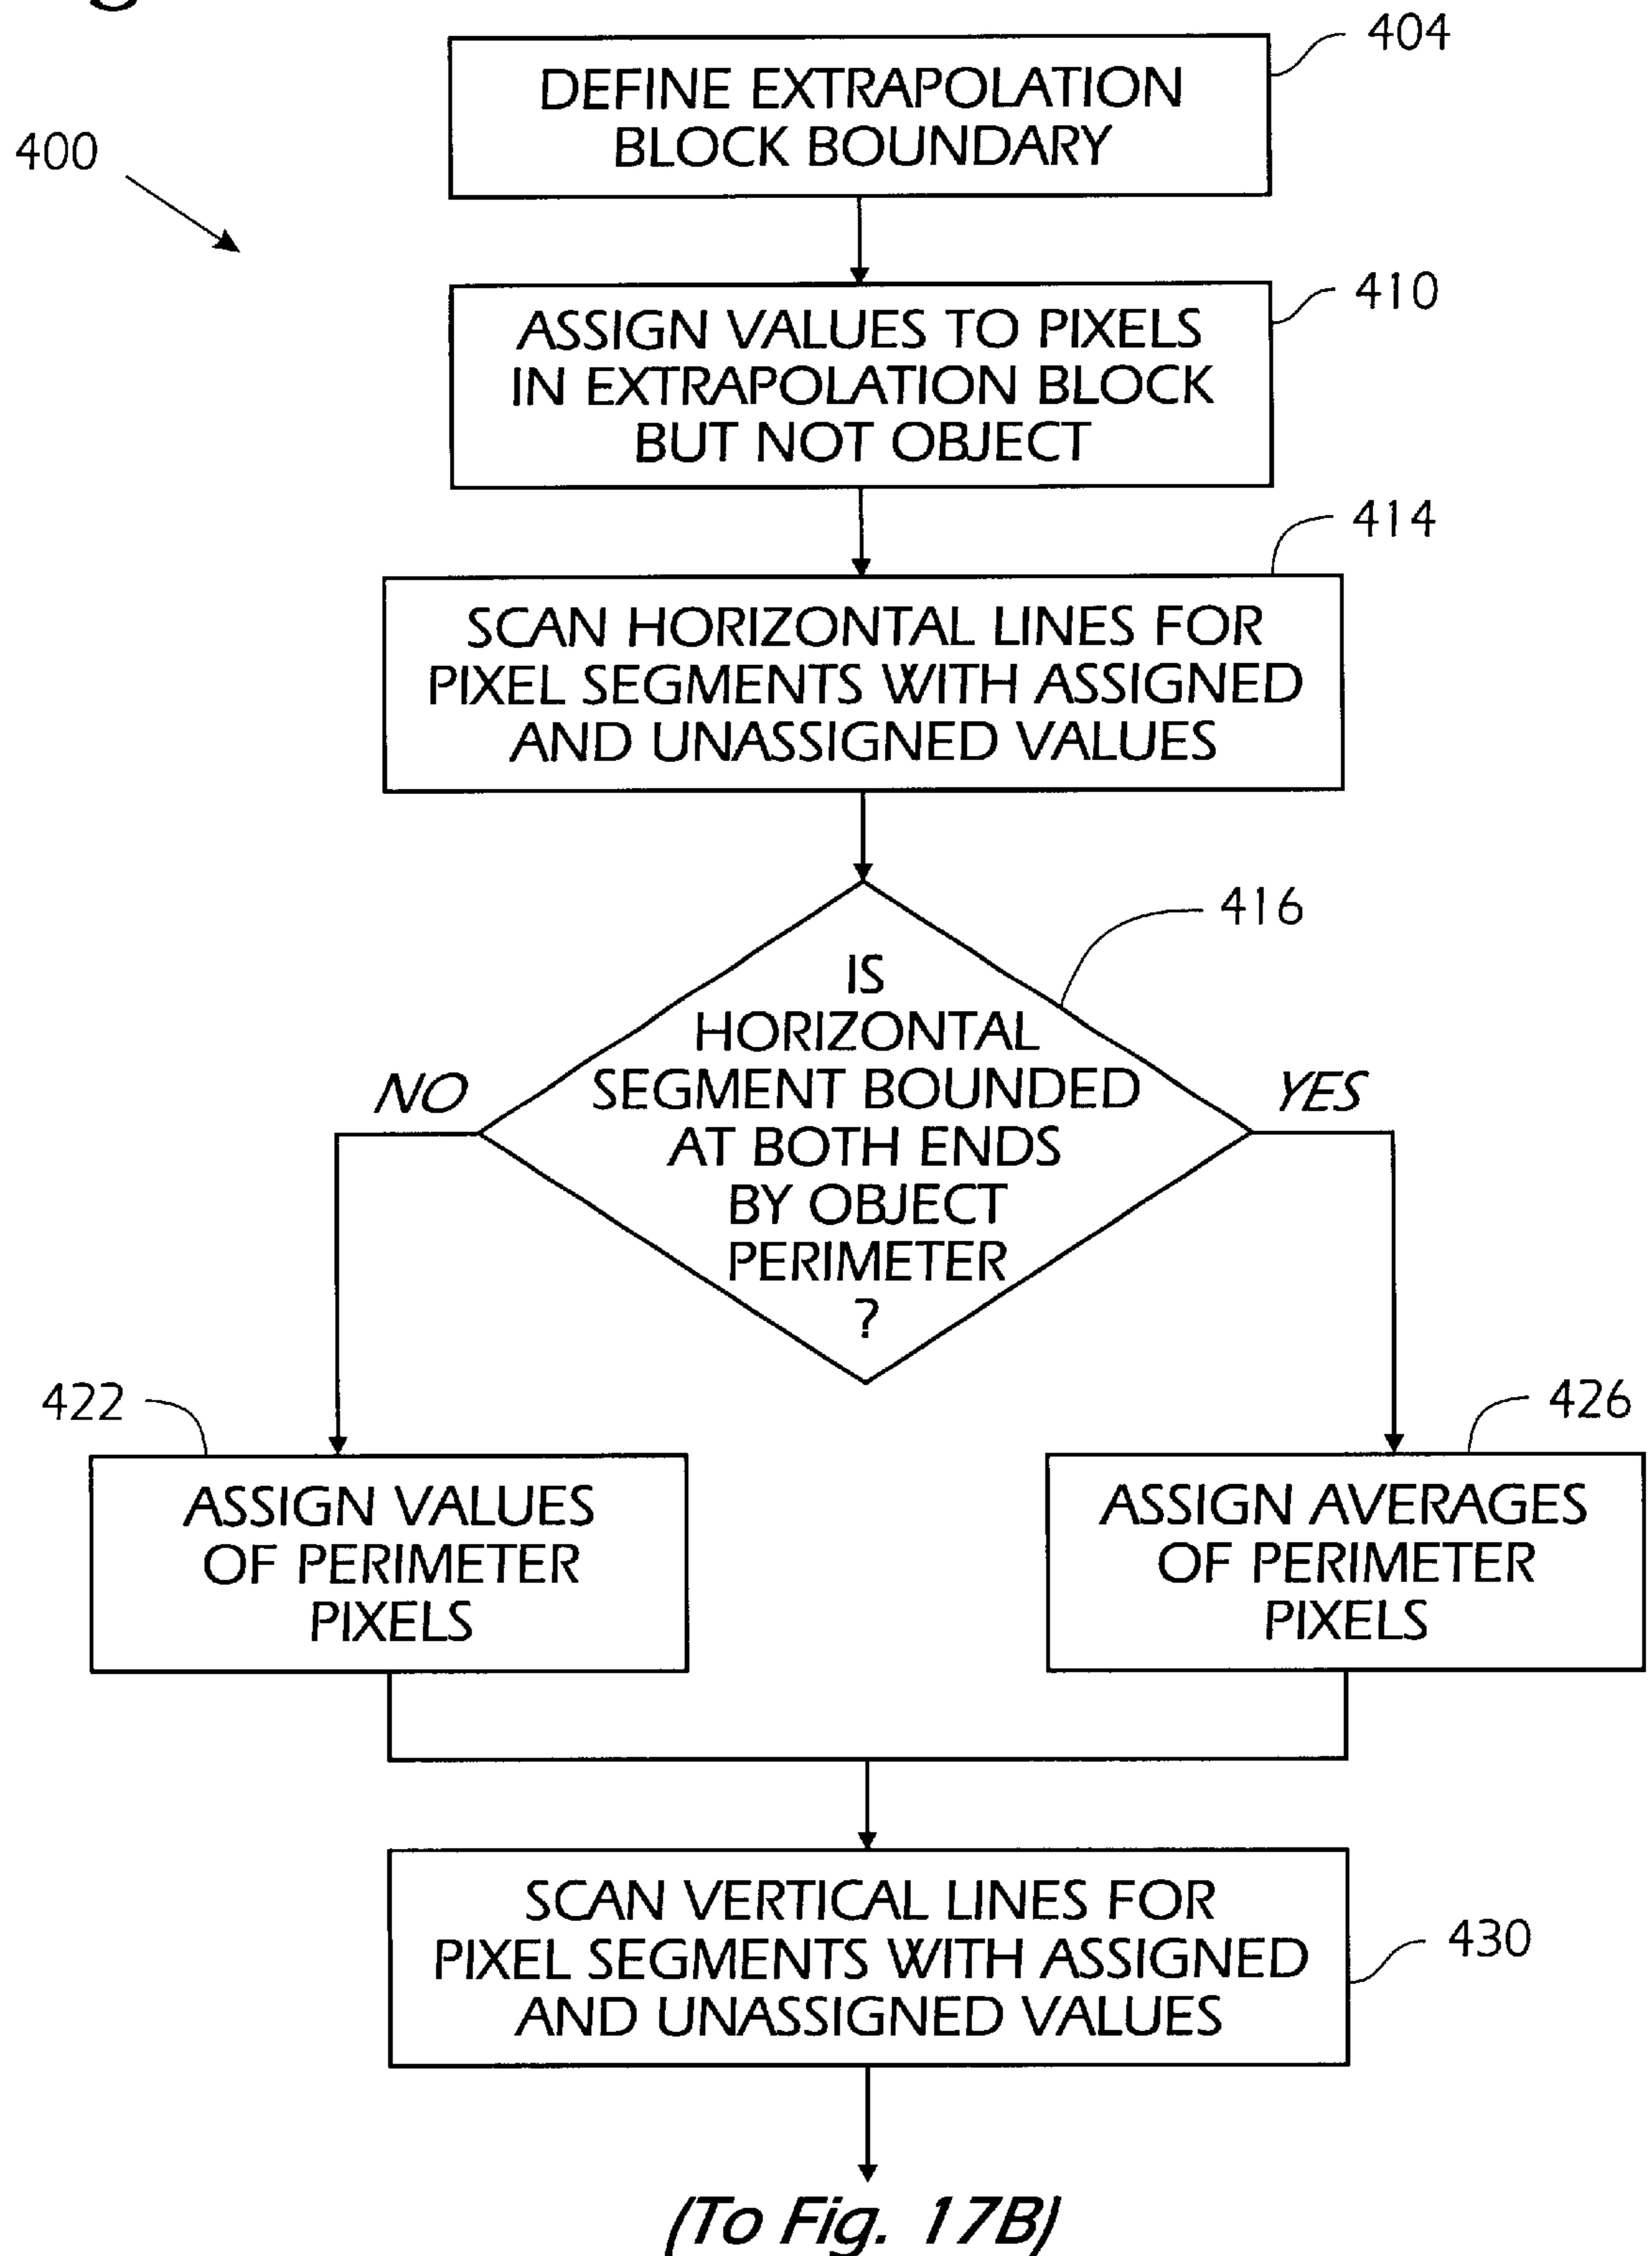 404
DEFINE EXTRAPOLATION
BLOCK BOUNDARY
400
410
ASSIGN VALUES TO PIXELS
IN EXTRAPOLATION BLOCK
BUT NOT OBJECT
414
SCAN HORIZONTAL LINES FOR
PIXEL SEGMENTS WITH ASSIGNED
AND UNASSIGNED VALUES
416
IS
HORIZONTAL
SEGMENT BOUNDED
AT BOTH ENDS
BY OBJECT
PERIMETER
?
NO
YES
422
ASSIGN VALUES
OF PERIMETER
PIXELS
426
ASSIGN AVERAGES
OF PERIMETER
PIXELS
SCAN VERTICAL LINES FOR
PIXEL SEGMENTS WITH ASSIGNED
AND UNASSIGNED VALUES
430
(To Fig. 17B)